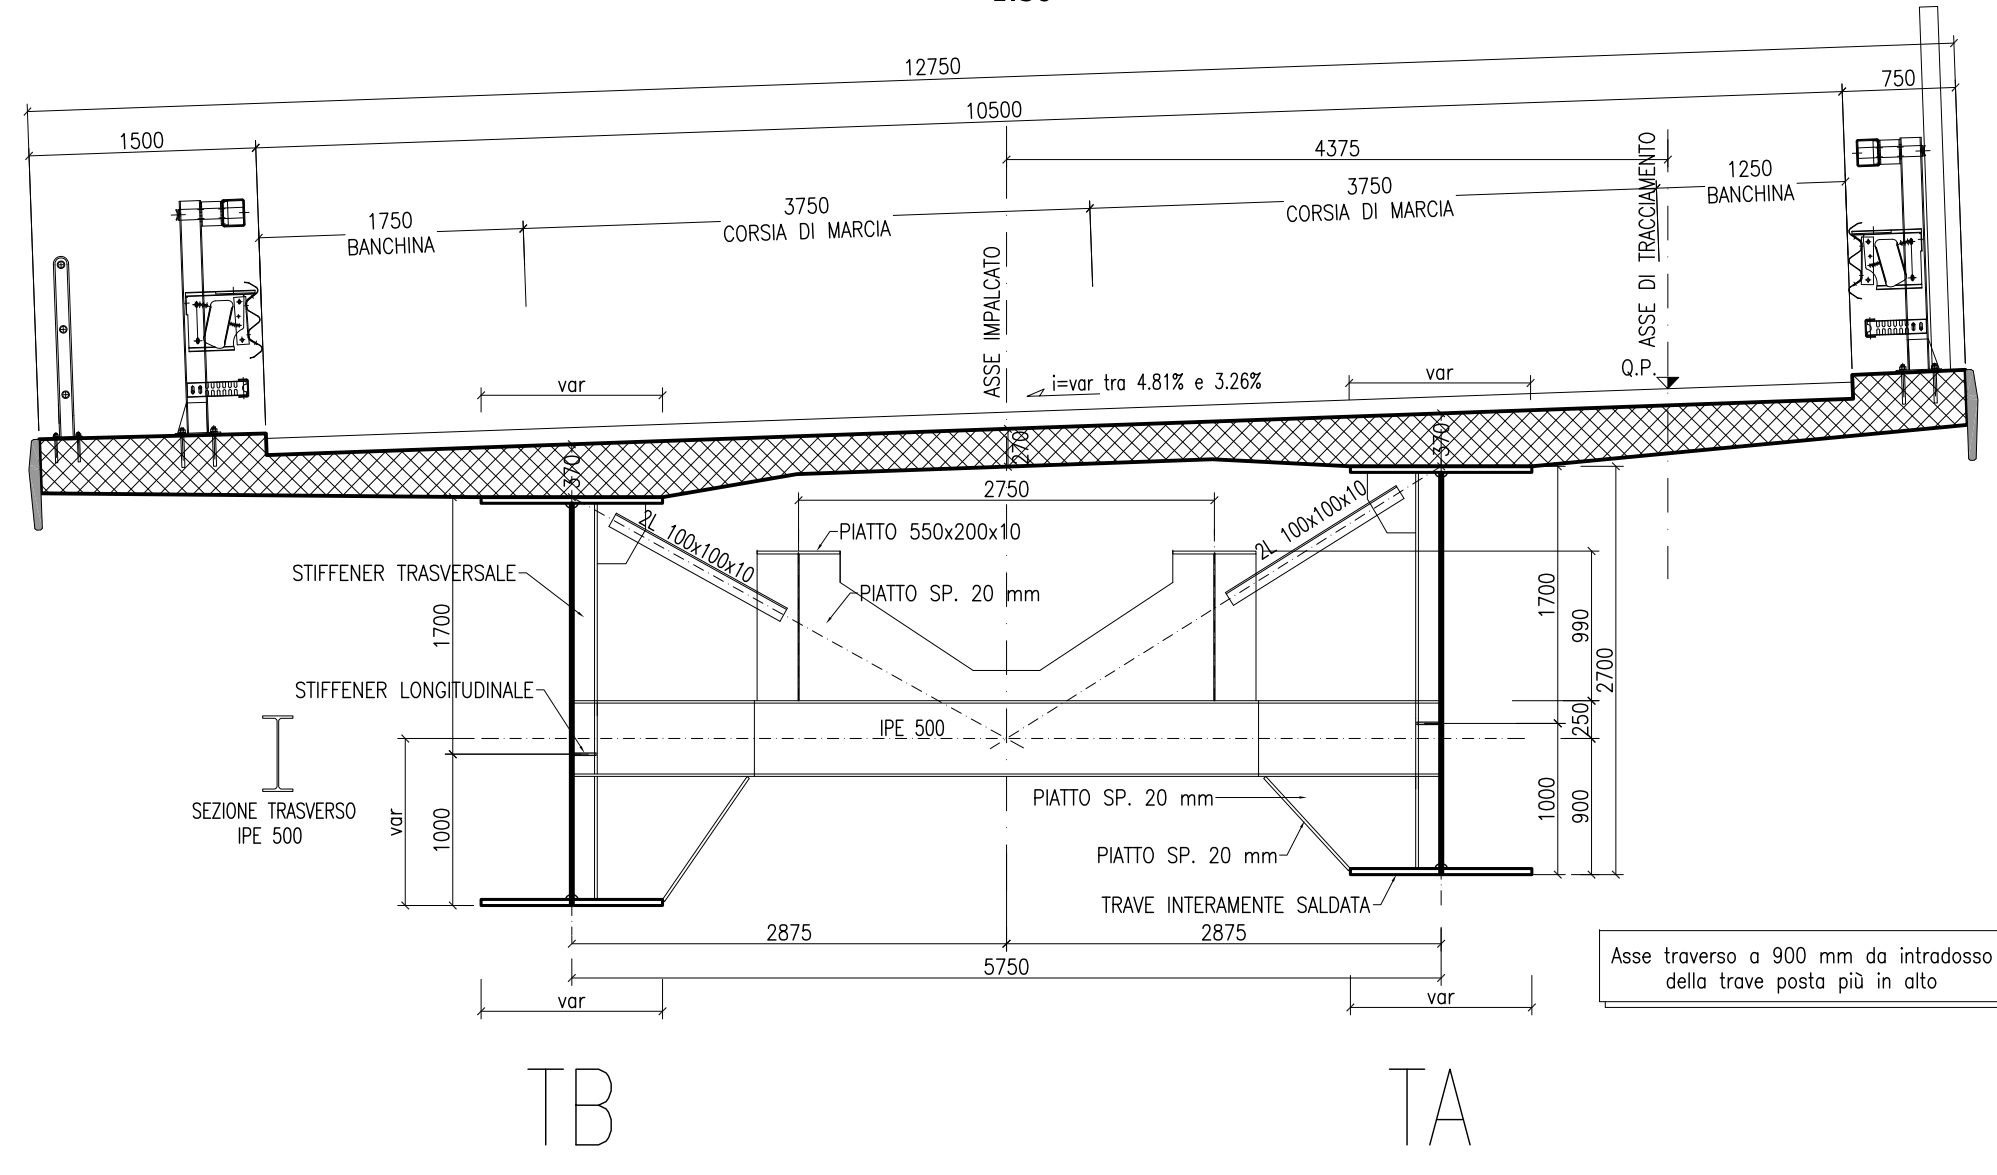 12750
750
10500
1500
4375
1250
BANCHINA
3750
CORSIA DI MARCIA
3750
CORSIA DI MARCIA
1750
BANCHINA
ASSE IMPALCATO
ASSE DI TRACCIAMENTO
Q.P.
var
i=var tra 4.81% e 3.26%
var
370
270
370
2750
2L 100x100x10
PIATTO 550x200x10
2L 100x100x10
STIFFENER TRASVERSALE
PIATTO SP. 20 mm
1700
1700
990
2700
STIFFENER LONGITUDINALE
IPE 500
250
SEZIONE TRASVERSO
IPE 500
var
1000
PIATTO SP. 20 mm
1000
900
PIATTO SP. 20 mm
TRAVE INTERAMENTE SALDATA
2875
2875
5750
var
var
Asse traverso a 900 mm da intradosso
della trave posta più in alto
TB
TA